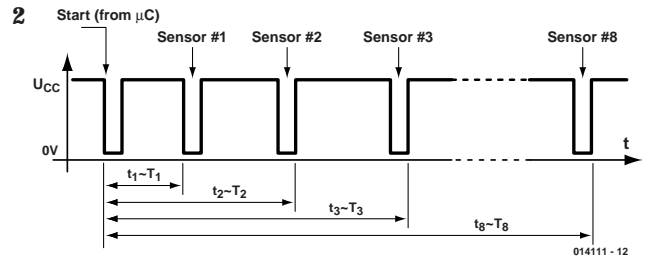 2
Start (from μC)
Sensor #1 Sensor #2 Sensor #3 Sensor #8
UCC
0V
t
t1~T1
t2~T2
t3~T3
t8~T8
014111 - 12